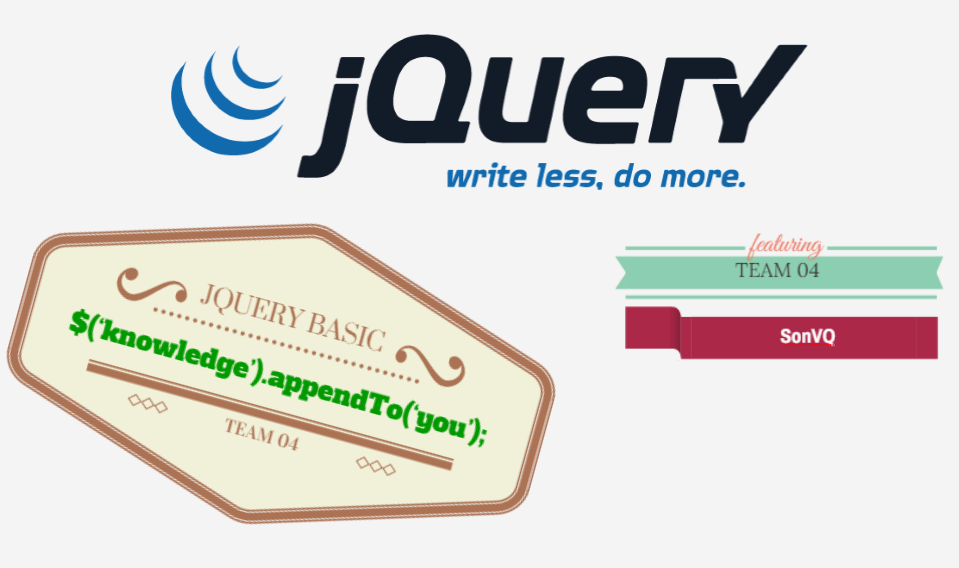 jQuery
write less, do more.
JQUERY BASIC
$(‘knowledge’).appendTo(‘you’);
TEAM 04
featuring
TEAM 04
SonVQ